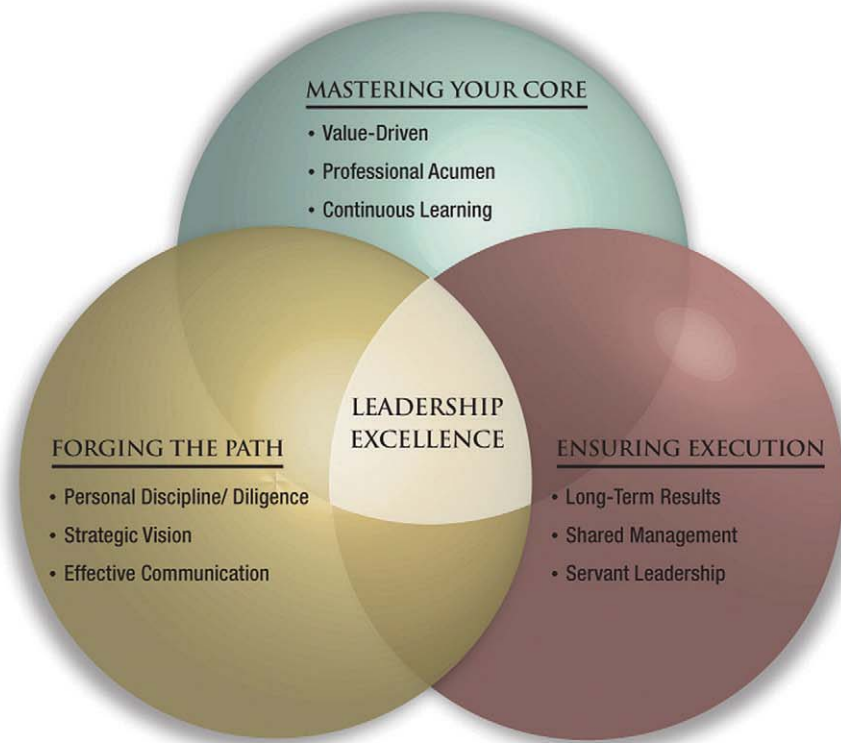 MASTERING YOUR CORE
• Value-Driven
• Professional Acumen
• Continuous Learning
LEADERSHIP
EXCELLENCE
FORGING THE PATH
• Personal Discipline/ Diligence
• Strategic Vision
• Effective Communication
ENSURING EXECUTION
• Long-Term Results
• Shared Management
• Servant Leadership